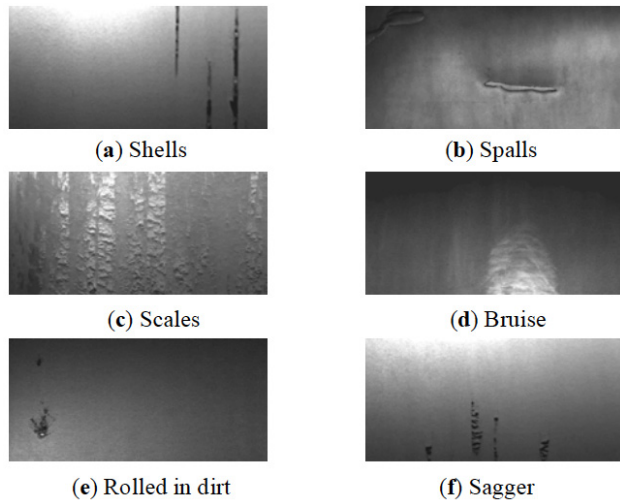 (a) Shells
(b) Spalls
(c) Scales
(d) Bruise
(e) Rolled in dirt
(f) Sagger